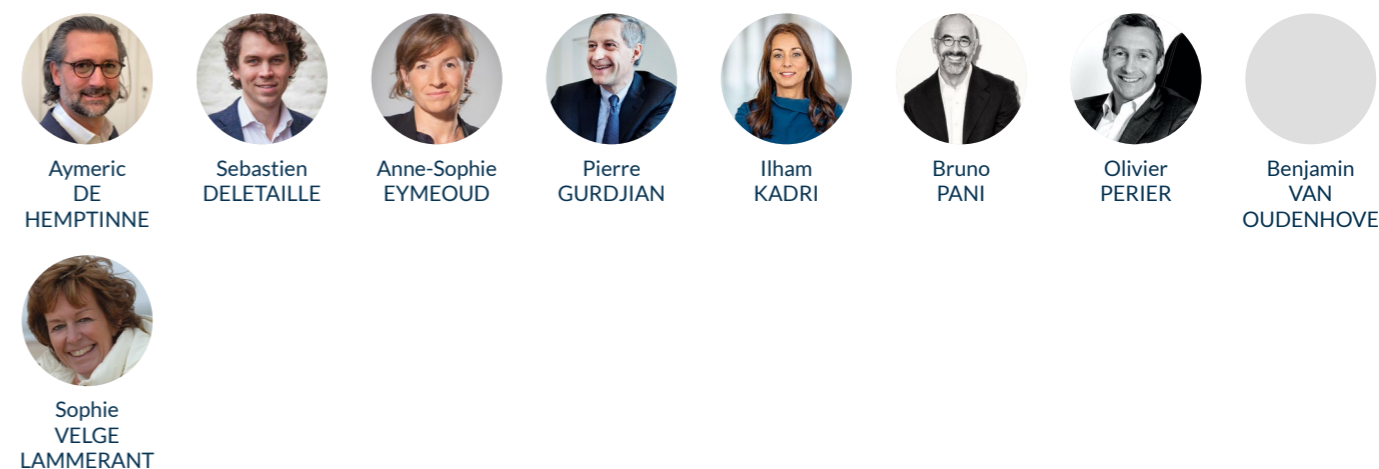 Aymeric
DE
HEMPTINNE
Sebastien
DELETAILLE
Anne-Sophie
EYMEOUD
Pierre
GURDJIAN
Ilham
KADRI
Bruno
PANI
Olivier
PERIER
Benjamin
VAN
OUDENHOVE
Sophie
VELGE
LAMMERANT